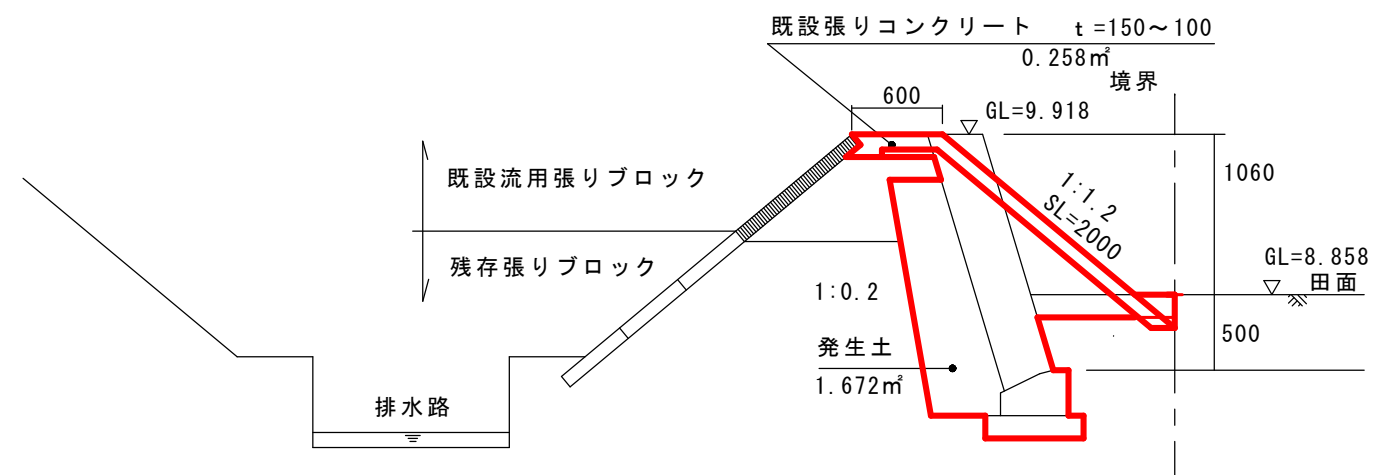 既設張りコンクリート t=150～100
0.258㎡
境界
600
GL=9.918
既設流用張りブロック
1060
1:1.2
SL=2000
残存張りブロック
GL=8.858
田面
1:0.2
500
発生土
1.672㎡
排水路